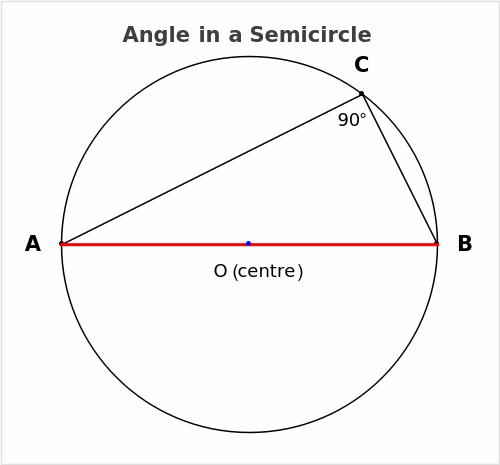 Angle in a Semicircle
C
90°
A
B
O (centre)